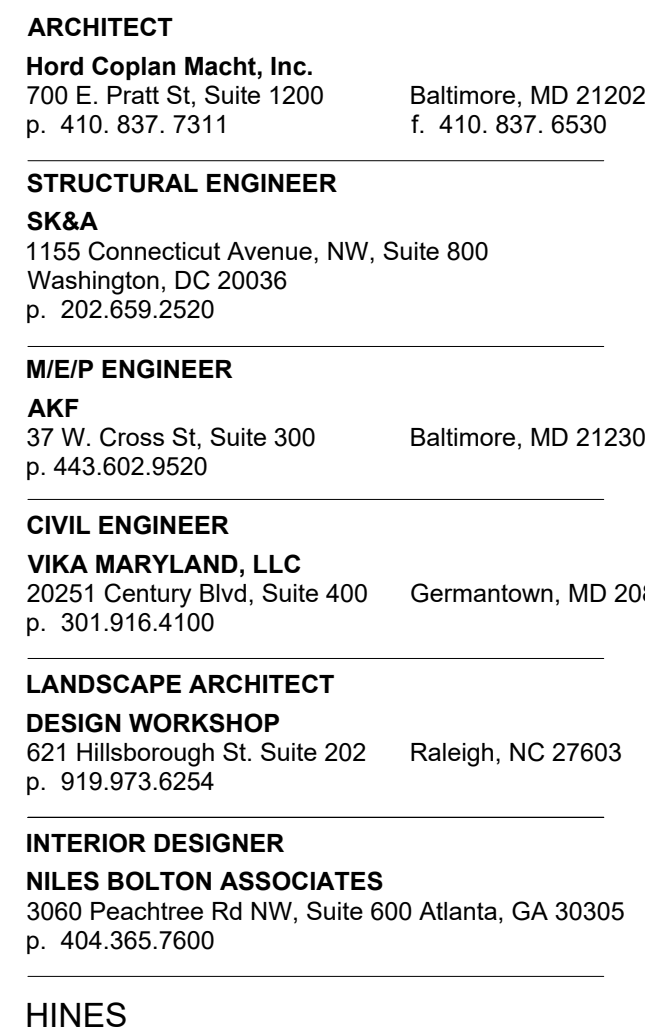 ARCHITECT
Hord Coplan Macht, Inc.
700 E. Pratt St, Suite 1200 Baltimore, MD 21202
p. 410. 837. 7311 f. 410. 837. 6530
STRUCTURAL ENGINEER
SK&A
1155 Connecticut Avenue, NW, Suite 800
Washington, DC 20036
p. 202.659.2520
M/E/P ENGINEER
AKF
37 W. Cross St, Suite 300 Baltimore, MD 21230
p. 443.602.9520
CIVIL ENGINEER
VIKA MARYLAND, LLC
20251 Century Blvd, Suite 400 Germantown, MD
p. 301.916.4100
LANDSCAPE ARCHITECT
DESIGN WORKSHOP
621 Hillsborough St. Suite 202 Raleigh, NC 27603
p. 919.973.6254
INTERIOR DESIGNER
NILES BOLTON ASSOCIATES
3060 Peachtree Rd NW, Suite 600 Atlanta, GA 30305
p. 404.365.7600
HINES